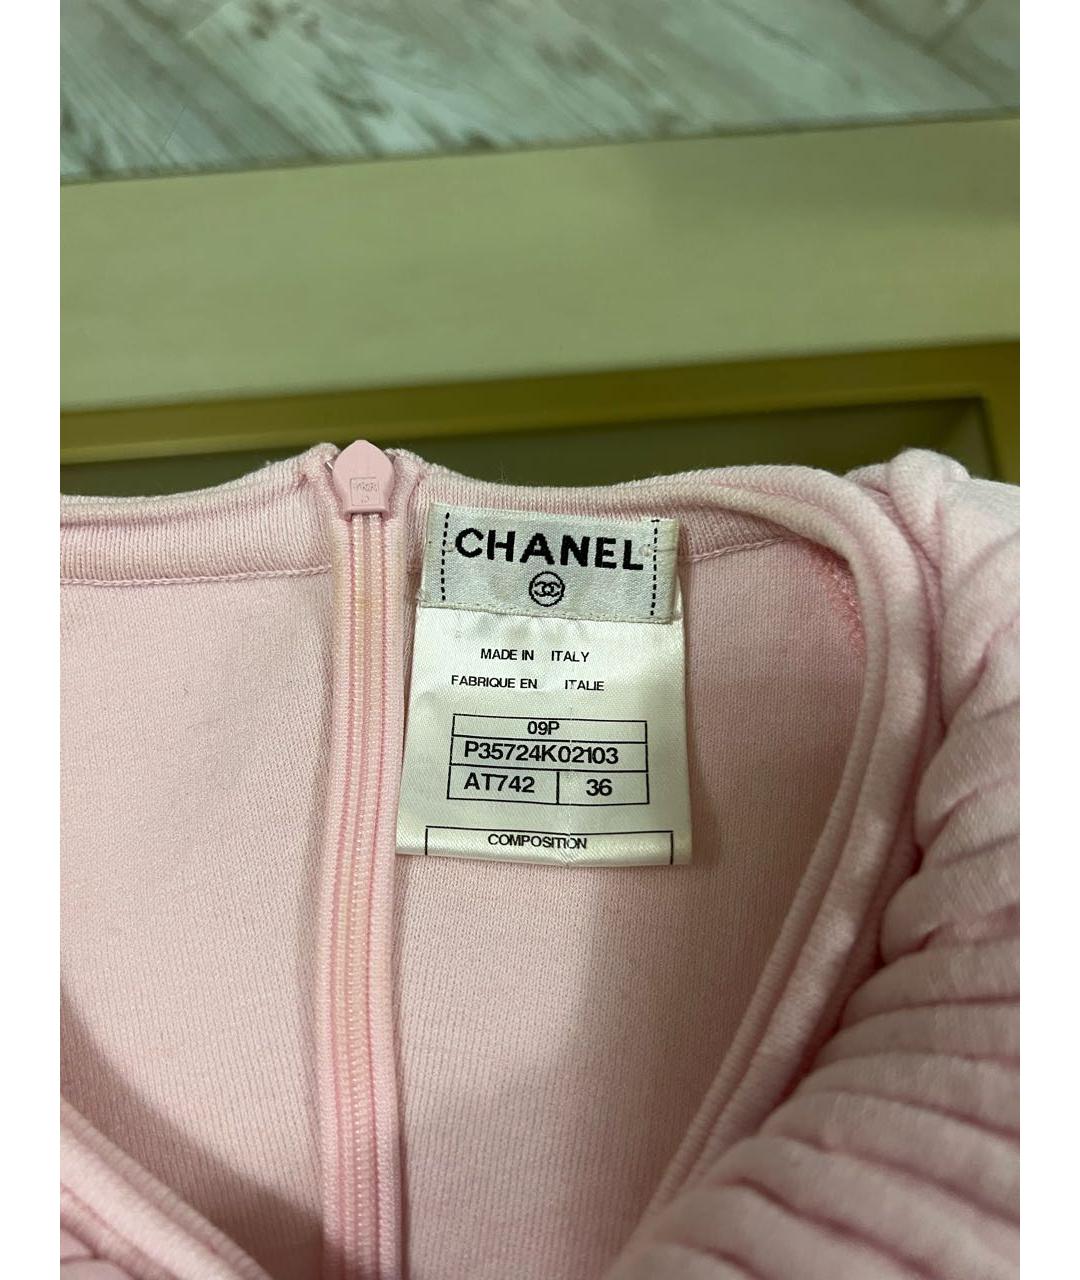 CHANEL
MADE IN ITALY
FABRIQUE EN ITALIE
09P
P35724K02103
AT742 36
COMPOSITION